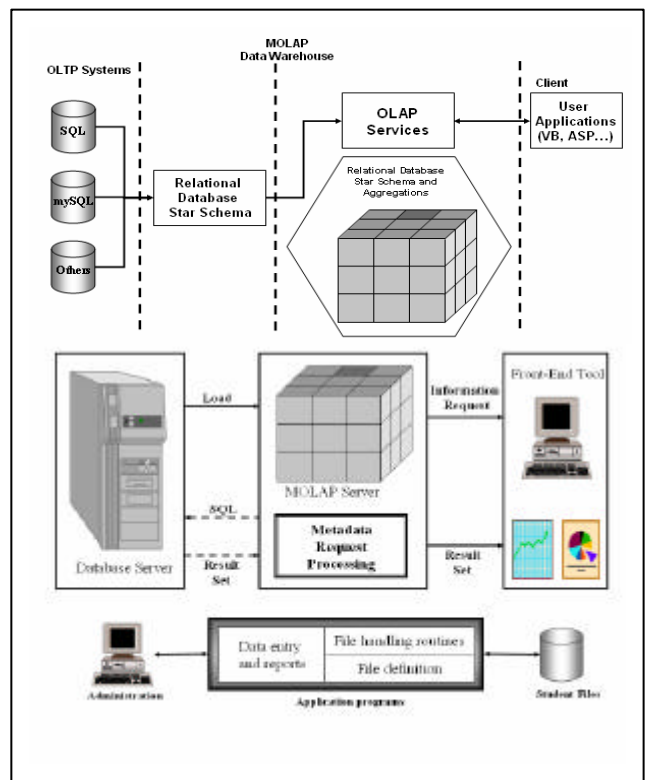 MOLAP
Data Warehouse
OLTP Systems
Client
SQL
mySQL
Others
Relational
Database
Star Schema
OLAP
Services
User
Applications
(VB, ASP...)
Relational Database
Star Schema and
Aggregations
Load
SQL
Result
Set
Database Server
MOLAP Server
Metadata
Request
Processing
Information
Request
Result
Set
Front-End Tool
Administration
Data entry
and reports
File handling routines
File definition
Application programs
Student Files